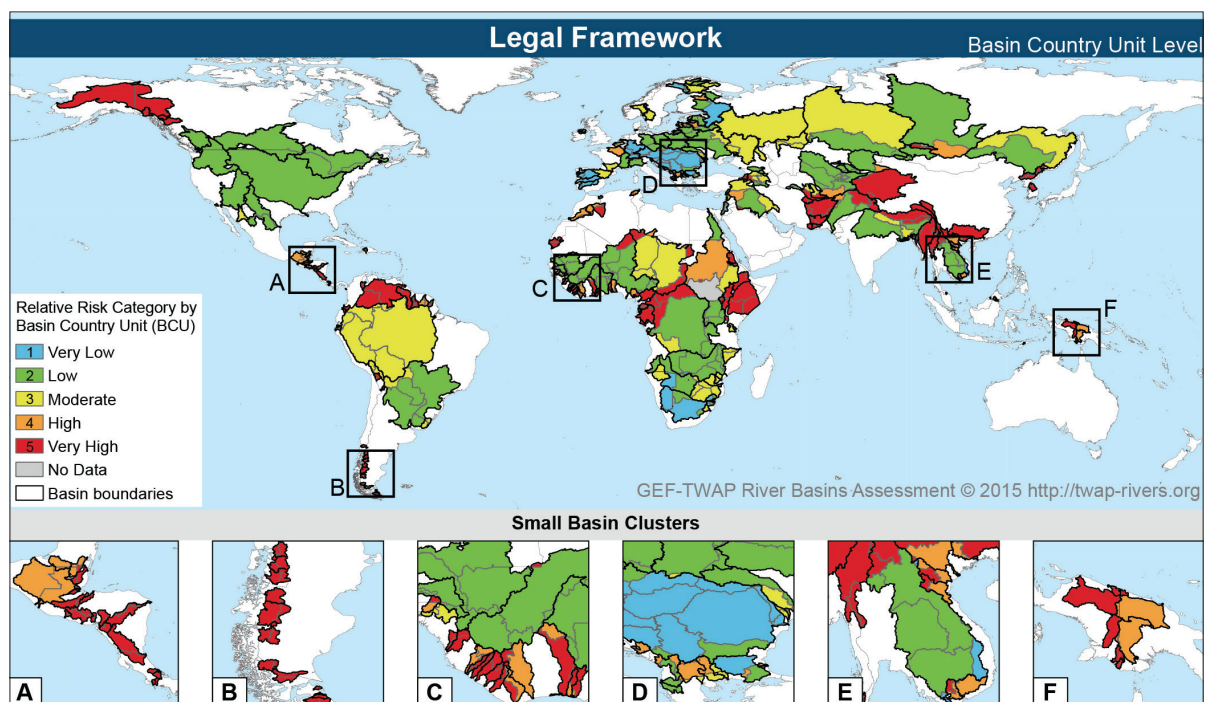 Legal Framework
Basin Country Unit Level
A
B
C
D
E
F
Relative Risk Category by
Basin Country Unit (BCU)
1 Very Low
2 Low
3 Moderate
4 High
5 Very High
No Data
Basin boundaries
GEF-TWAP River Basins Assessment © 2015 http://twap-rivers.org
Small Basin Clusters
A
B
C
D
E
F